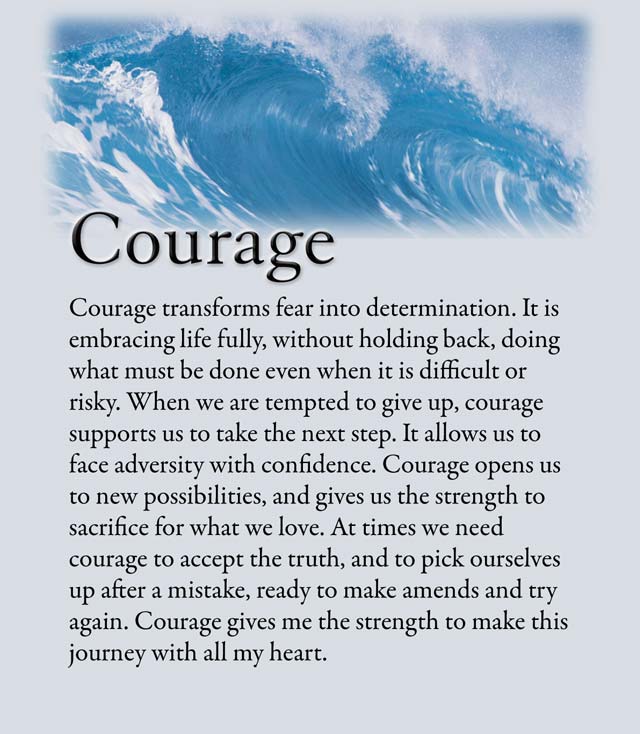 Courage
Courage transforms fear into determination. It is
embracing life fully, without holding back, doing
what must be done even when it is difficult or
risky. When we are tempted to give up, courage
supports us to take the next step. It allows us to
face adversity with confidence. Courage opens us
to new possibilities, and gives us the strength to
sacrifice for what we love. At times we need
courage to accept the truth, and to pick ourselves
up after a mistake, ready to make amends and try
again. Courage gives me the strength to make this
journey with all my heart.